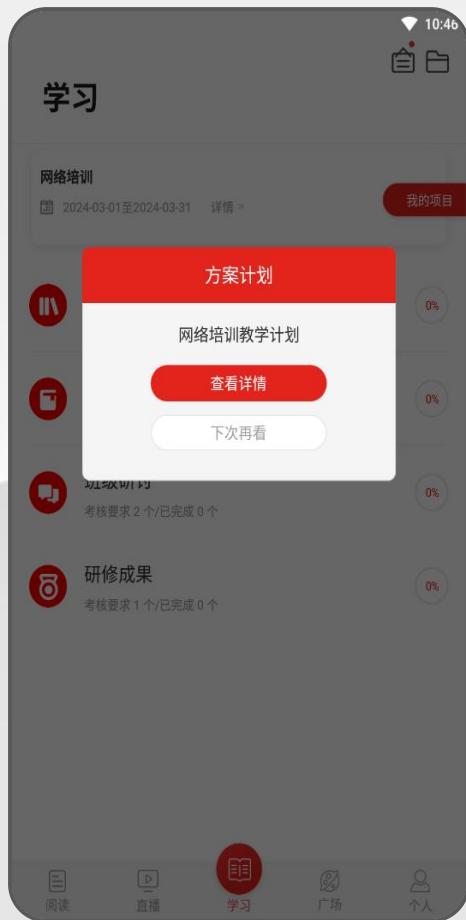 10:46
学习
网络培训
2024-03-01至2024-03-31 详情 »
我的项目
方案计划
网络培训教学计划
查看详情
下次再看
0%
0%
班级研讨
考核要求 2 个/已完成 0 个
0%
研修成果
考核要求 1 个/已完成 0 个
0%
阅读
直播
学习
广场
个人